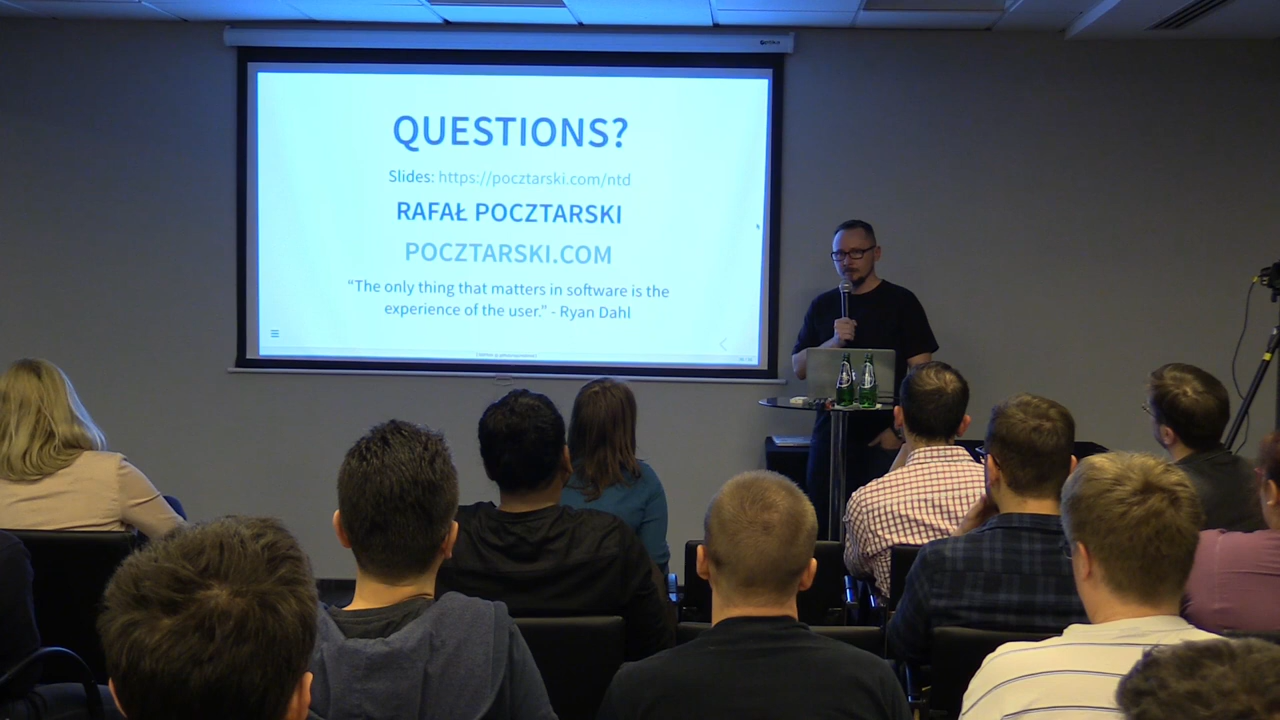 QUESTIONS?
Slides: https://pocztarski.com/ntd
RAFAŁ POCZTARSKI
POCZTARSKI.COM
“The only thing that matters in software is the
experience of the user.” - Ryan Dahl